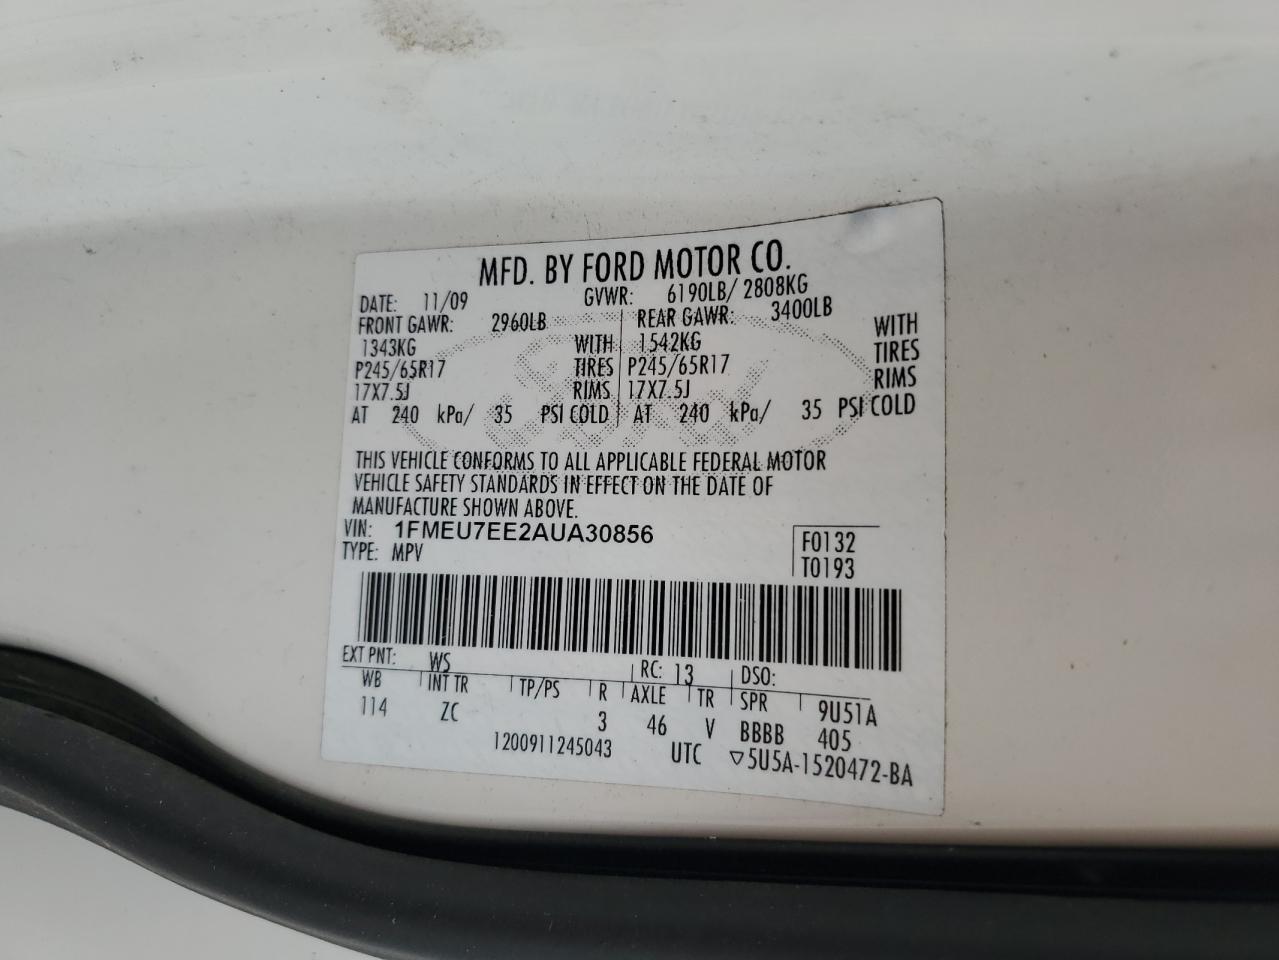 MFD. BY FORD MOTOR CO.
DATE: 11/09 GVWR: 6190LB/ 2808KG
FRONT GAWR: 2960LB REAR GAWR: 3400LB
1343KG WITH 1542KG WITH
P245/65R17 TIRES P245/65R17 TIRES
17X7.5J RIMS 17X7.5J RIMS
AT 240 kPa/ 35 PSI COLD AT 240 kPa/ 35 PSI COLD
THIS VEHICLE CONFORMS TO ALL APPLICABLE FEDERAL MOTOR
VEHICLE SAFETY STANDARDS IN EFFECT ON THE DATE OF
MANUFACTURE SHOWN ABOVE.
VIN: 1FMEU7EE2AUA30856 F0132
TYPE: MPV T0193
EXT PNT: WS RC: 13 DSO:
WB INT TR TP/PS R AXLE TR SPR 9U51A
114 ZC 3 46 V BBBB 405
1200911245043 UTC ▽5U5A-1520472-BA